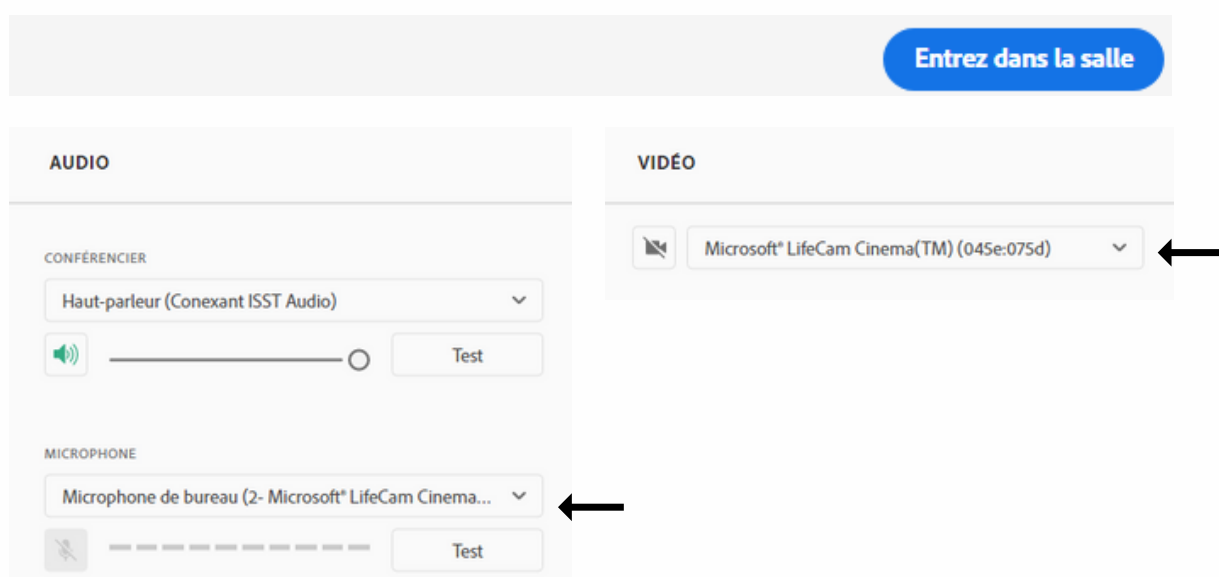 Entrez dans la salle
AUDIO
CONFÉRENCIER
Haut-parleur (Conexant ISST Audio)
Test
MICROPHONE
Microphone de bureau (2- Microsoft® LifeCam Cinema...
Test
VIDÉO
Microsoft® LifeCam Cinema(TM) (045e:075d)